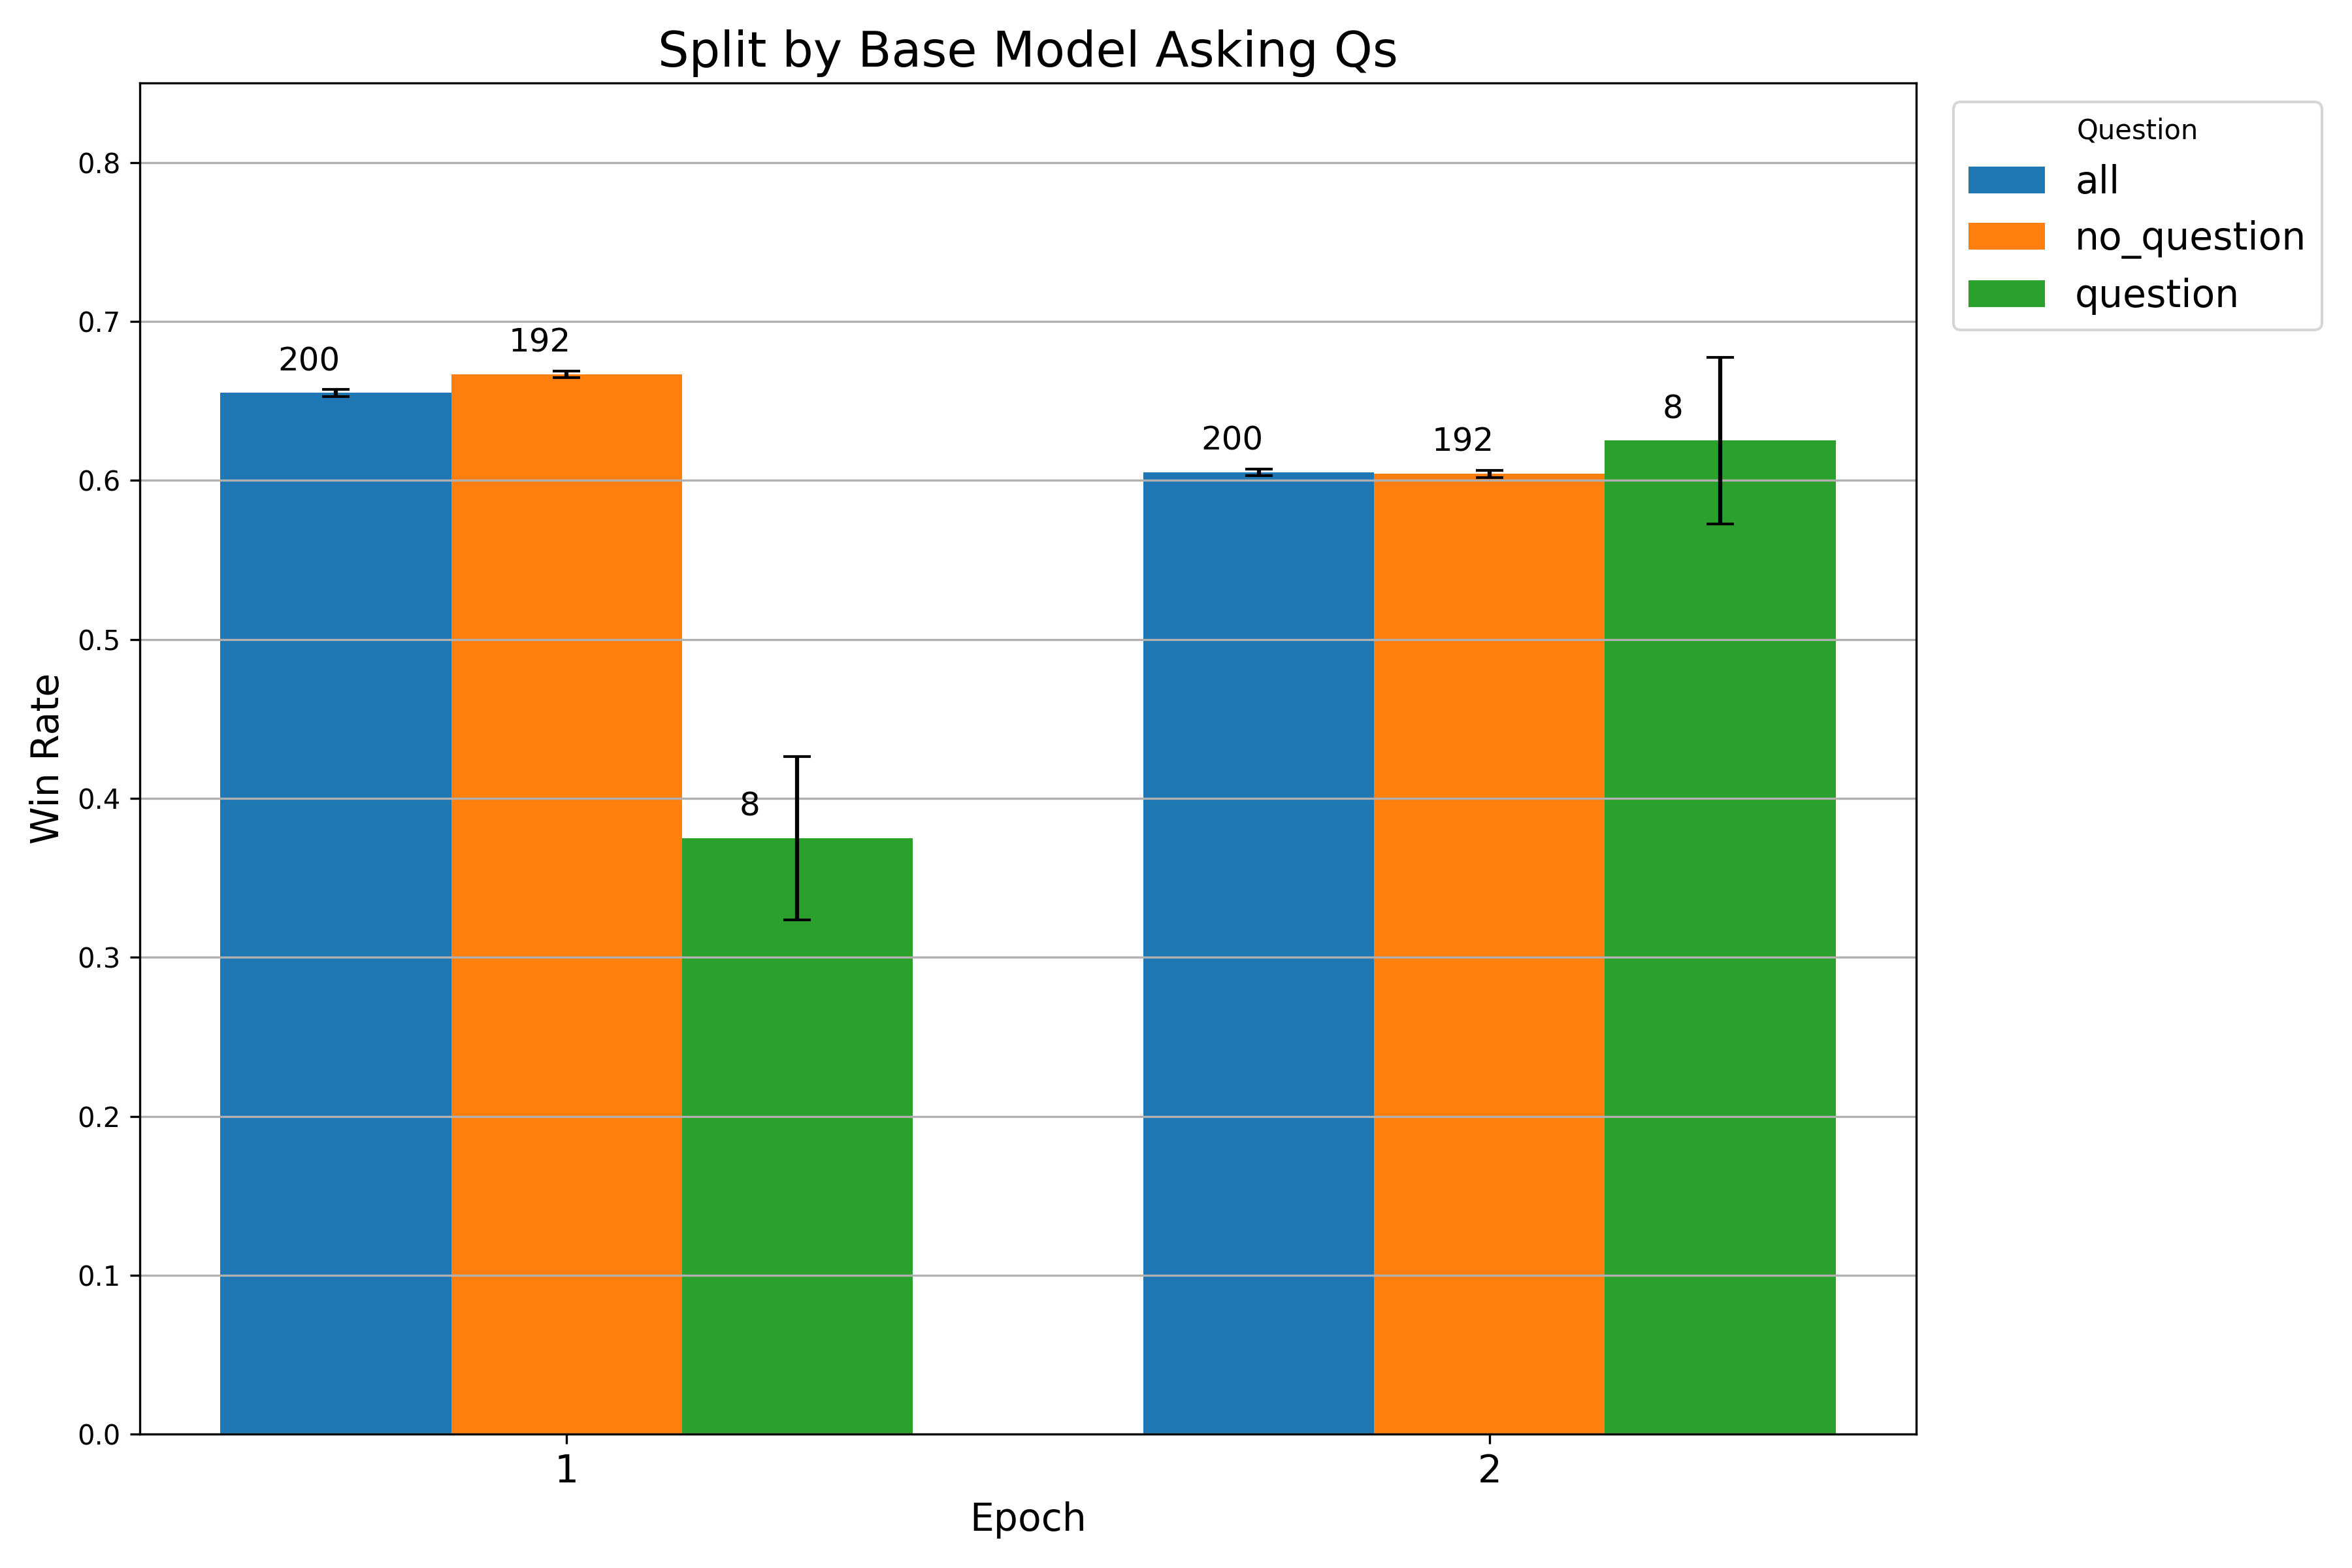 Split by Base Model Asking Qs
Question
all
no_question
question
Win Rate
0.8
0.7
0.6
0.5
0.4
0.3
0.2
0.1
0.0
200
192
8
200
192
8
1
2
Epoch